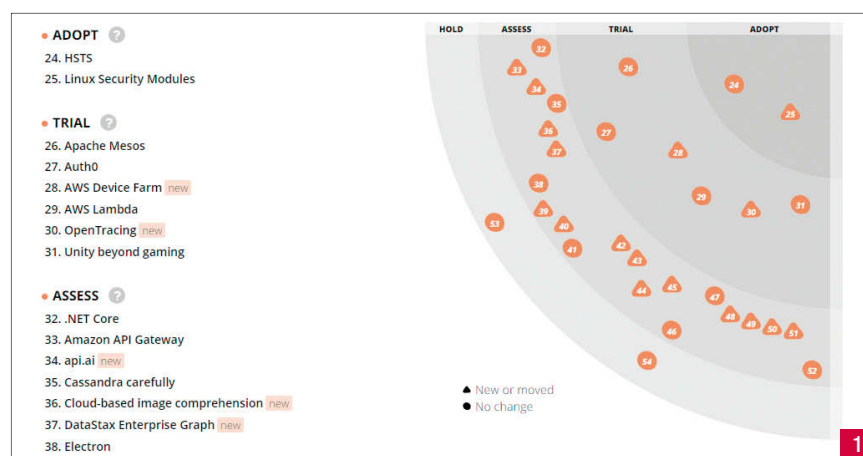 ADOPT ?
24. HSTS
25. Linux Security Modules
TRIAL ?
26. Apache Mesos
27. Auth0
28. AWS Device Farm new
29. AWS Lambda
30. OpenTracing new
31. Unity beyond gaming
ASSESS ?
32. .NET Core
33. Amazon API Gateway
34. api.ai new
35. Cassandra carefully
36. Cloud-based image comprehension new
37. DataStax Enterprise Graph new
38. Electron
HOLD ASSESS TRIAL ADOPT
32
33
26
34
24
35
25
36
27
37
28
38
29
31
39
30
53
40
42
41
43
45
44
47
48
49
50
51
46
54
52
New or moved
No change
1